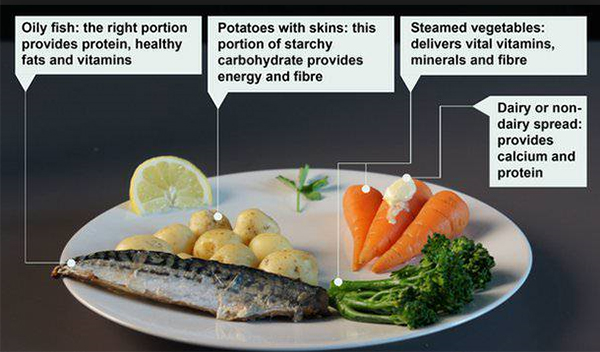 Oily fish: the right portion
provides protein, healthy
fats and vitamins
Potatoes with skins: this
portion of starchy
carbohydrate provides
energy and fibre
Steamed vegetables:
delivers vital vitamins,
minerals and fibre
Dairy or non-
dairy spread:
provides
calcium and
protein